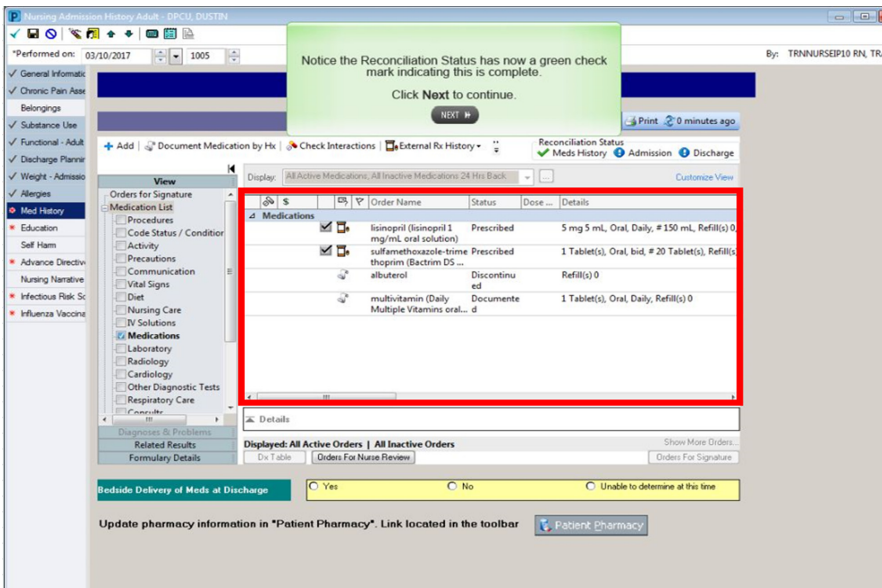 Nursing Admission History Adult - DPCU, DUSTIN
*Performed on: 03/10/2017 1005 By: TRNNURSEIP10 RN, TR
Notice the Reconciliation Status has now a green check
mark indicating this is complete.
Click Next to continue.
NEXT
General Informatic
Chronic Pain Asse
Belongings
Substance Use
Functional - Adult
Discharge Plannir
Weight - Admissio
Allergies
Med History
Education
Self Harm
Advance Directiv
Nursing Narrative
Infectious Risk Sc
Influenza Vaccina
Print 0 minutes ago
Add Document Medication by Hx Check Interactions External Rx History
Reconciliation Status
Meds History Admission Discharge
View
Orders for Signature
Medication List
Procedures
Code Status / Condition
Activity
Precautions
Communication
Vital Signs
Diet
Nursing Care
IV Solutions
Medications
Laboratory
Radiology
Cardiology
Other Diagnostic Tests
Respiratory Care
Consults
Diagnoses & Problems
Related Results
Formulary Details
Display: All Active Medications, All Inactive Medications 24 Hrs Back ... Customize View
$ Order Name Status Dose ... Details
Medications
lisinopril (lisinopril 1 Prescribed 5 mg 5 mL, Oral, Daily, # 150 mL, Refill(s) 0,
mg/mL oral solution)
sulfamethoxazole-trime Prescribed 1 Tablet(s), Oral, bid, # 20 Tablet(s), Refill(s)
thoprim (Bactrim DS ...
albuterol Discontinu Refill(s) 0
ed
multivitamin (Daily Documente 1 Tablet(s), Oral, Daily, Refill(s) 0
Multiple Vitamins oral... d
Details
Displayed: All Active Orders | All Inactive Orders Show More Orders...
Dx Table Orders For Nurse Review Orders For Signature
Bedside Delivery of Meds at Discharge Yes No Unable to determine at this time
Update pharmacy information in "Patient Pharmacy". Link located in the toolbar Patient Pharmacy